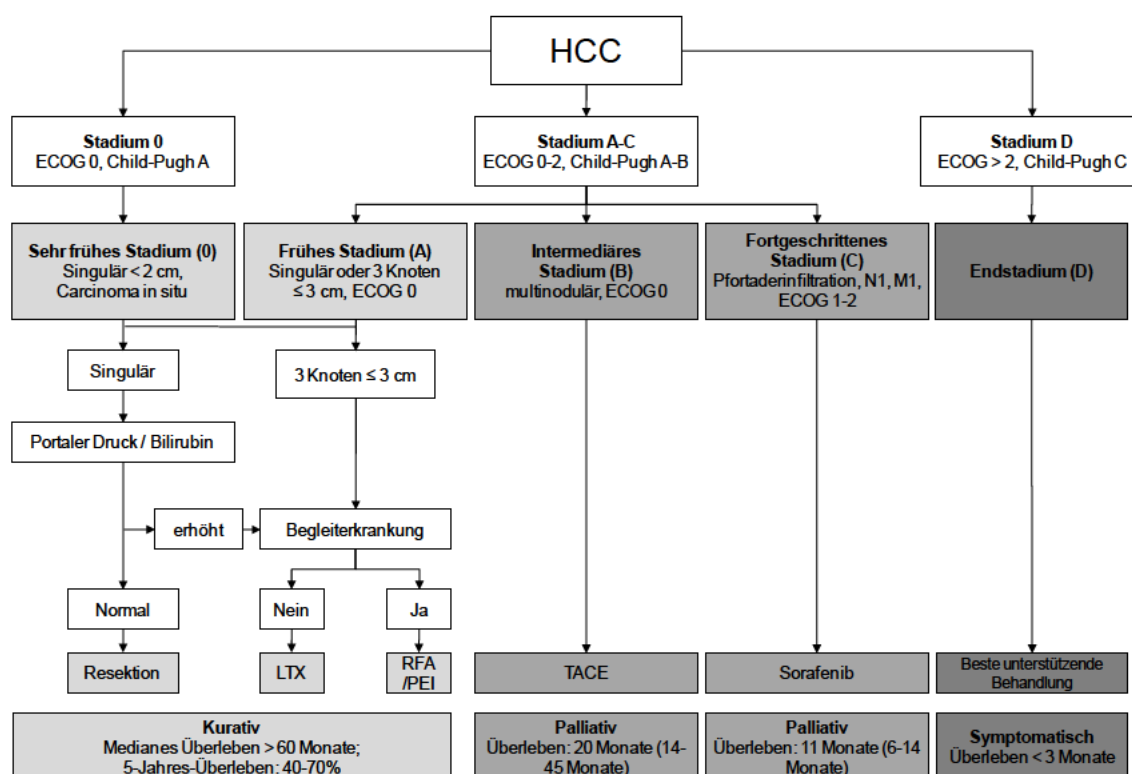 HCC
Stadium 0
ECOG 0, Child-Pugh A
Stadium A-C
ECOG 0-2, Child-Pugh A-B
Stadium D
ECOG > 2, Child-Pugh C
Sehr frühes Stadium (0)
Singulär < 2 cm,
Carcinoma in situ
Frühes Stadium (A)
Singulär oder 3 Knoten
≤ 3 cm, ECOG 0
Intermediäres
Stadium (B)
multinodulär, ECOG 0
Fortgeschrittenes
Stadium (C)
Pfortaderinfiltration, N1, M1,
ECOG 1-2
Endstadium (D)
Singulär
3 Knoten ≤ 3 cm
Portaler Druck / Bilirubin
erhöht
Begleiterkrankung
Normal
Nein
Ja
Resektion
LTX
RFA
/PEI
TACE
Sorafenib
Beste unterstützende
Behandlung
Kurativ
Medianes Überleben > 60 Monate;
5-Jahres-Überleben: 40-70%
Palliativ
Überleben: 20 Monate (14-
45 Monate)
Palliativ
Überleben: 11 Monate (6-14
Monate)
Symptomatisch
Überleben < 3 Monate